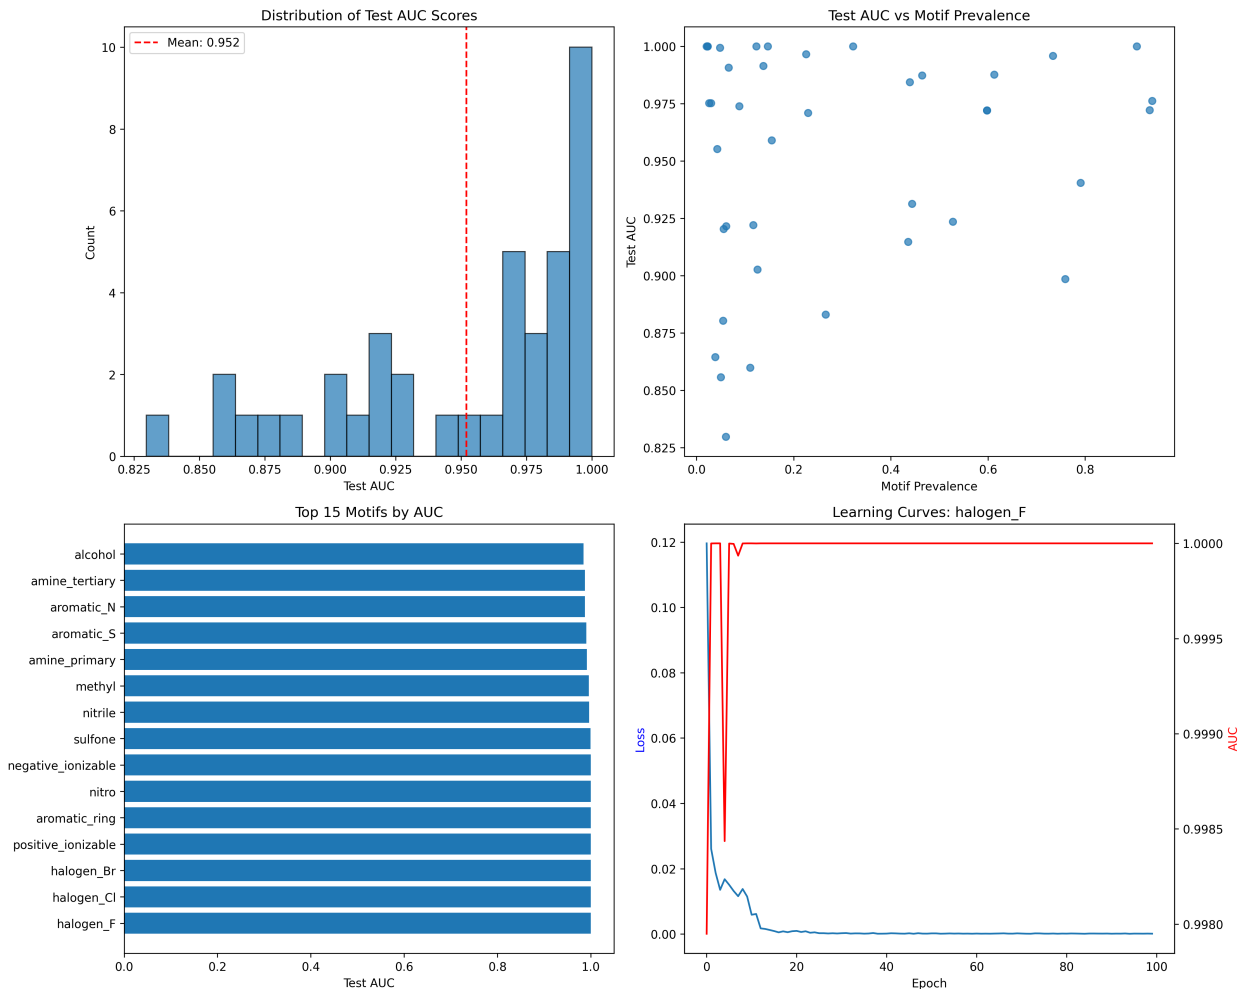 Distribution of Test AUC Scores
Mean: 0.952
10
8
6
4
2
0
Count
0.825 0.850 0.875 0.900 0.925 0.950 0.975 1.000
Test AUC
Test AUC vs Motif Prevalence
1.000
0.975
0.950
0.925
0.900
0.875
0.850
0.825
Test AUC
0.0 0.2 0.4 0.6 0.8
Motif Prevalence
Top 15 Motifs by AUC
alcohol
amine_tertiary
aromatic_N
aromatic_S
amine_primary
methyl
nitrile
sulfone
negative_ionizable
nitro
aromatic_ring
positive_ionizable
halogen_Br
halogen_Cl
halogen_F
0.0 0.2 0.4 0.6 0.8 1.0
Test AUC
Learning Curves: halogen_F
0.12
0.10
0.08
0.06
0.04
0.02
0.00
Loss
1.0000
0.9995
0.9990
0.9985
0.9980
AUC
0 20 40 60 80 100
Epoch